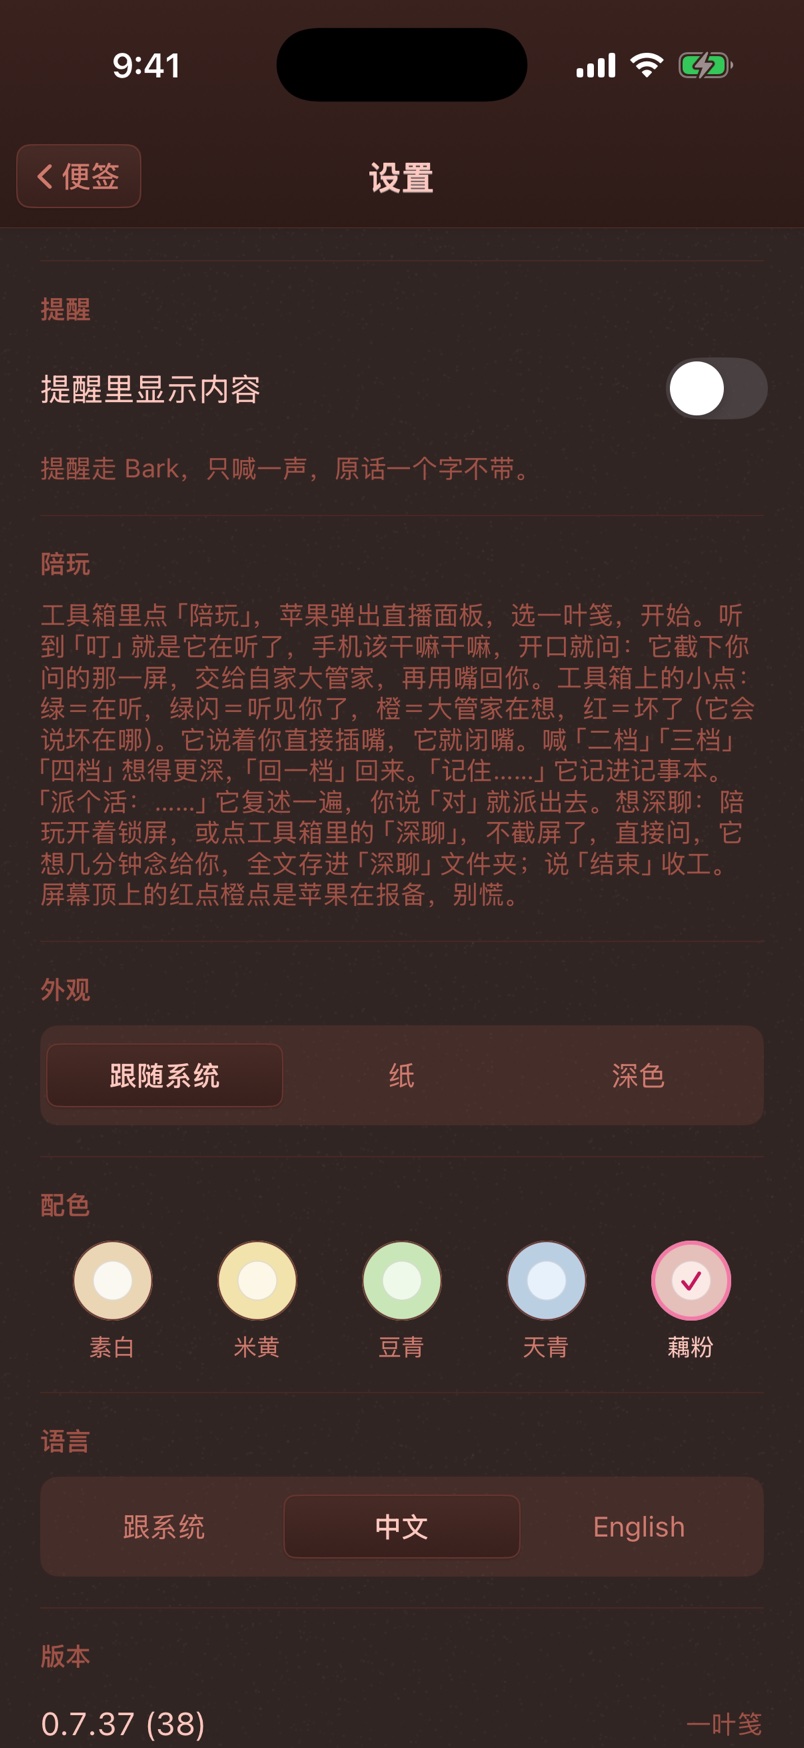 9:41
便签
设置
提醒
提醒里显示内容
提醒走 Bark，只喊一声，原话一个字不带。
陪玩
工具箱里点「陪玩」，苹果弹出直播面板，选一叶笺，开始。听
到「叮」就是它在听了，手机该干嘛干嘛，开口就问：它截下你
问的那一屏，交给自家大管家，再用嘴回你。工具箱上的小点：
绿＝在听，绿闪＝听见你了，橙＝大管家在想，红＝坏了（它会
说坏在哪）。它说着你直接插嘴，它就闭嘴。喊「二档」「三档」
「四档」想得更深，「回一档」回来。「记住……」它记进记事本。
「派个活：……」它复述一遍，你说「对」就派出去。想深聊：陪
玩开着锁屏，或点工具箱里的「深聊」，不截屏了，直接问，它
想几分钟念给你，全文存进「深聊」文件夹；说「结束」收工。
屏幕顶上的红点橙点是苹果在报备，别慌。
外观
跟随系统 纸 深色
配色
素白 米黄 豆青 天青 藕粉
语言
跟系统 中文 English
版本
0.7.37 (38) 一叶笺